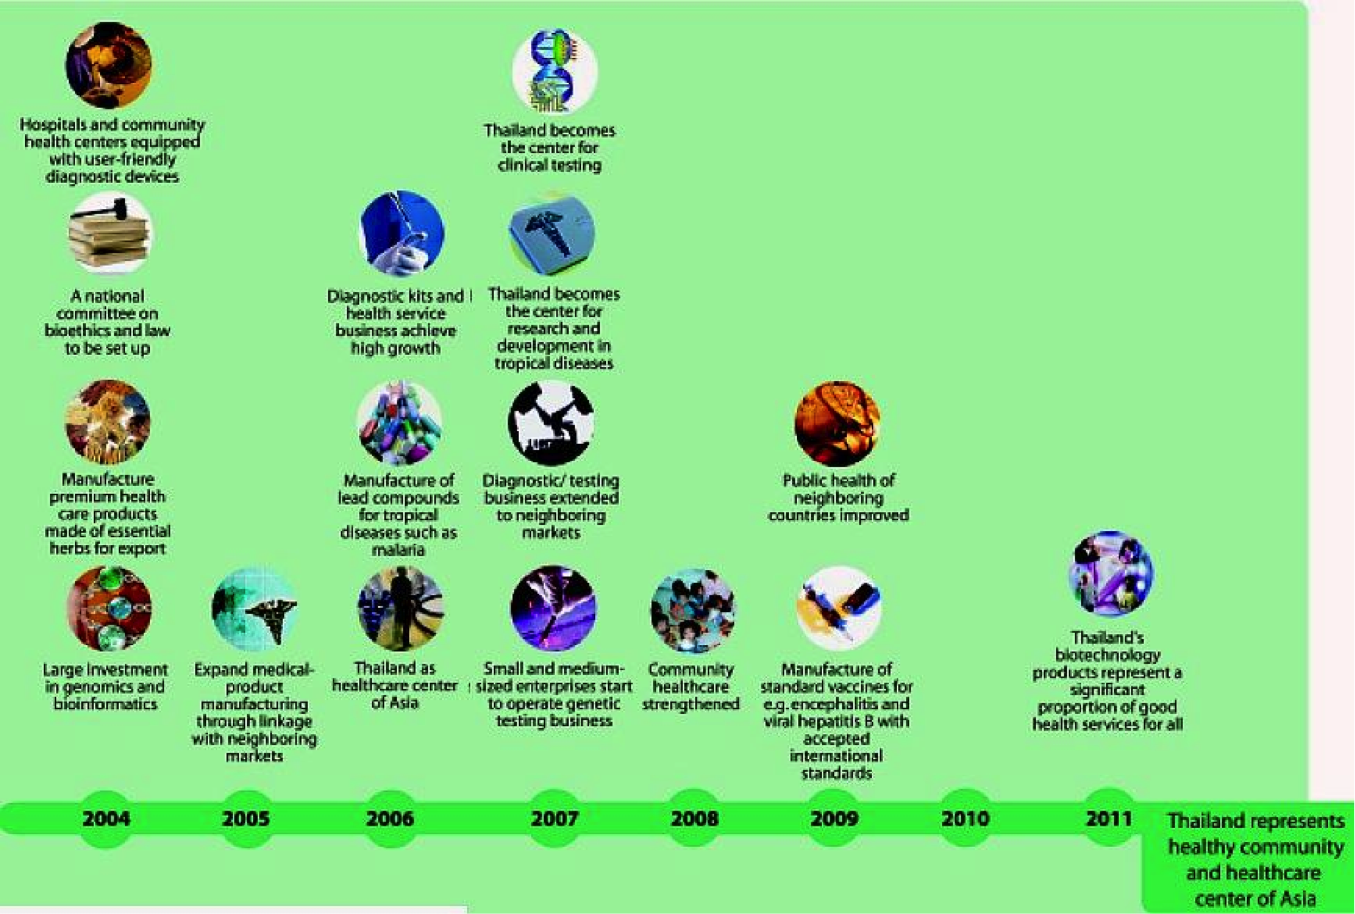 Hospitals and community
health centers equipped
with user-friendly
diagnostic devices
A national
committee on
bioethics and law
to be set up
Manufacture
premium health
care products
made of essential
herbs for export
Large Investment
in genomics and
bioinformatics
Expand medical-
product
manufacturing
through linkage
with neighboring
markets
Diagnostic kits and
health service
business achieve
high growth
Manufacture of
lead compounds
for tropical
diseases such as
malaria
Thailand as
healthcare center
of Asia
Thailand becomes
the center for
clinical testing
Thailand becomes
the center for
research and
development in
tropical diseases
Diagnostic/ testing
business extended
to neighboring
markets
Small and medium-
sized enterprises start
to operate genetic
testing business
Community
healthcare
strengthened
Public health of
neighboring
countries improved
Manufacture of
standard vaccines for
e.g. encephalitis and
viral hepatitis B with
accepted
international
standards
Thailand's
biotechnology
products represent a
significant
proportion of good
health services for all
2004 2005 2006 2007 2008 2009 2010 2011
Thailand represents
healthy community
and healthcare
center of Asia